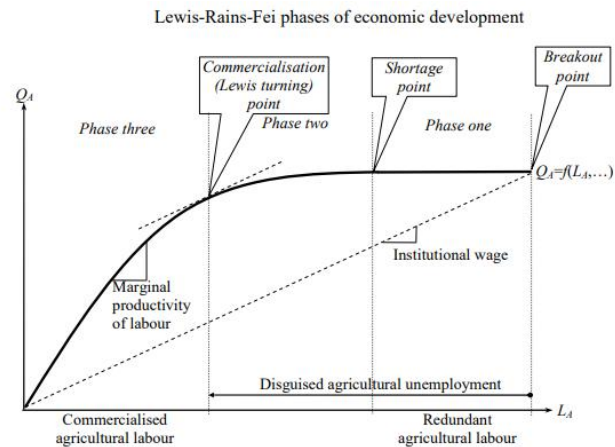 Lewis-Rains-Fei phases of economic development
Commercialisation
(Lewis turning)
point
Shortage
point
Breakout
point
Q_A
Phase three
Phase two
Phase one
Q_A=f(L_A,…)
Marginal
productivity
of labour
Institutional wage
Disguised agricultural unemployment
L_A
Commercialised
agricultural labour
Redundant
agricultural labour